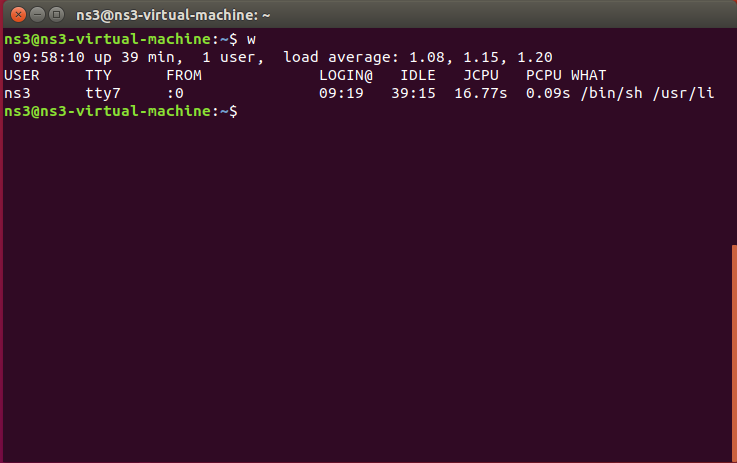 ns3@ns3-virtual-machine: ~
ns3@ns3-virtual-machine:~$ w
 09:58:10 up 39 min,  1 user,  load average: 1.08, 1.15, 1.20
USER     TTY      FROM             LOGIN@   IDLE   JCPU   PCPU WHAT
ns3      tty7     :0               09:19   39:15  16.77s  0.09s /bin/sh /usr/li
ns3@ns3-virtual-machine:~$